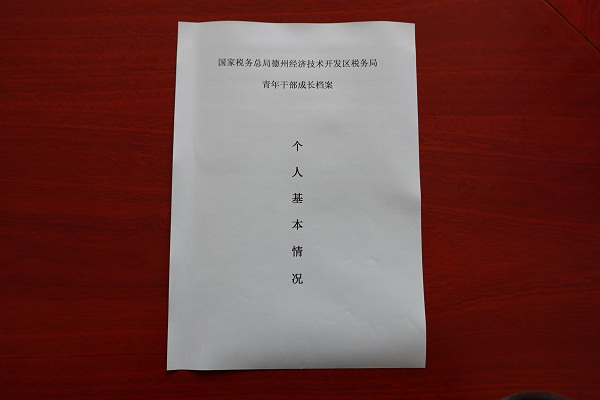 国家税务总局德州经济技术开发区税务局
青年干部成长档案
个人基本情况